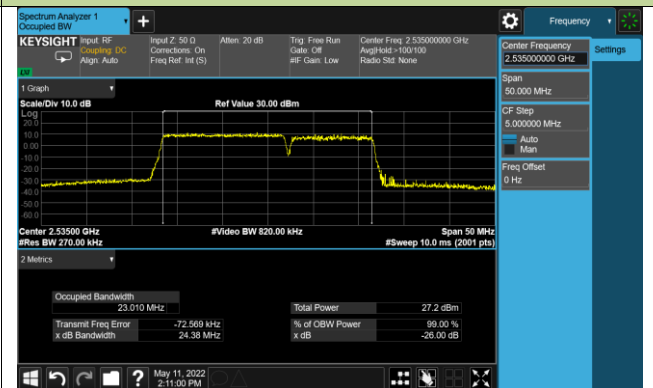 Spectrum Analyzer 1
Occupied BW
Frequency
KEYSIGHT
Input: RF
Coupling: DC
Align: Auto
Input Z: 50 Ω
Corrections: On
Freq Ref: Int (S)
Atten: 20 dB
Trig: Free Run
Gate: Off
#IF Gain: Low
Center Freq: 2.535000000 GHz
Avg|Hold:>100/100
Radio Std: None
Center Frequency
2.535000000 GHz
Settings
Span
50.000 MHz
CF Step
5.000000 MHz
Auto
Man
Freq Offset
0 Hz
1 Graph
Scale/Div 10.0 dB
Ref Value 30.00 dBm
Log
20.0
10.0
0.00
-10.0
-20.0
-30.0
-40.0
-50.0
-60.0
Center 2.53500 GHz
#Video BW 820.00 kHz
Span 50 MHz
#Res BW 270.00 kHz
#Sweep 10.0 ms (2001 pts)
2 Metrics
Occupied Bandwidth
23.010 MHz
Total Power
27.2 dBm
Transmit Freq Error
-72.569 kHz
% of OBW Power
99.00 %
x dB Bandwidth
24.38 MHz
x dB
-26.00 dB
May 11, 2022
2:11:00 PM